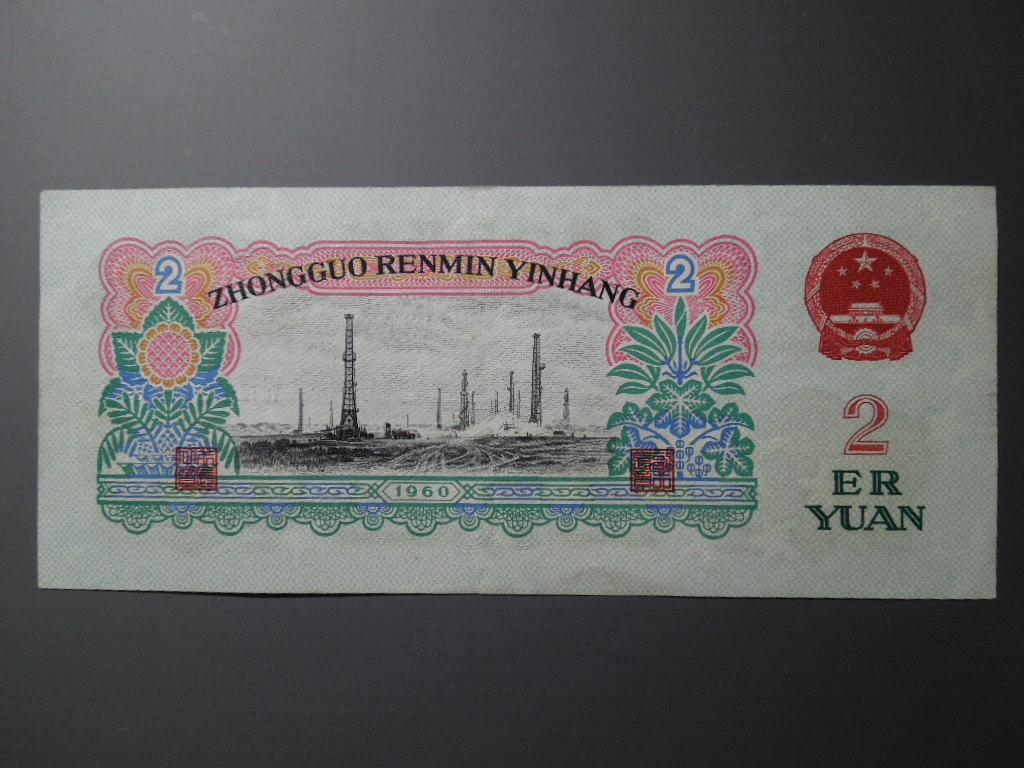 ZHONGGUO RENMIN YINHANG
2
2
1960
2
ER
YUAN